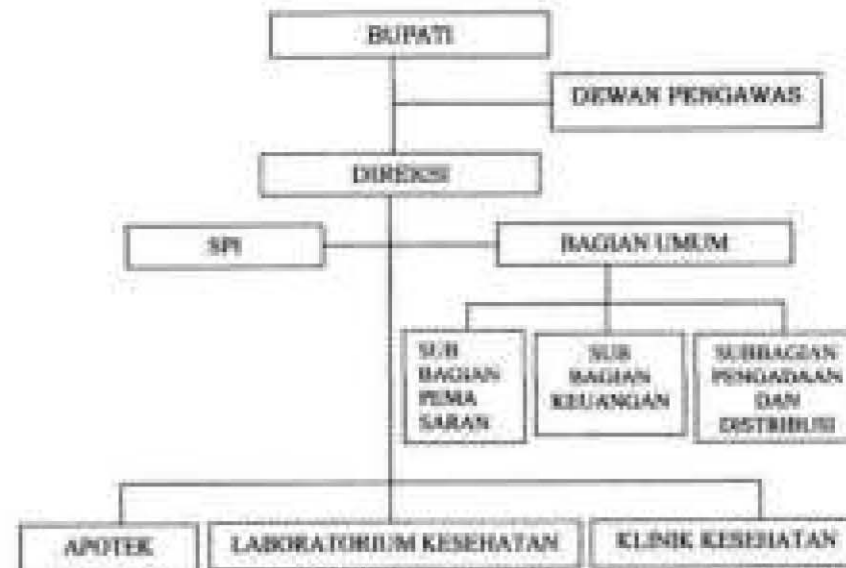 BUPATI
DEWAN PENGAWAS
DIREKSI
SPI
BAGIAN UMUM
SUB
BAGIAN
PEMA
SARAN
SUB
BAGIAN
KEUANGAN
SUBBAGIAN
PENGADAAN
DAN
DISTRIBUSI
APOTEK
LABORATORIUM KESEHATAN
KLINIK KESEHATAN